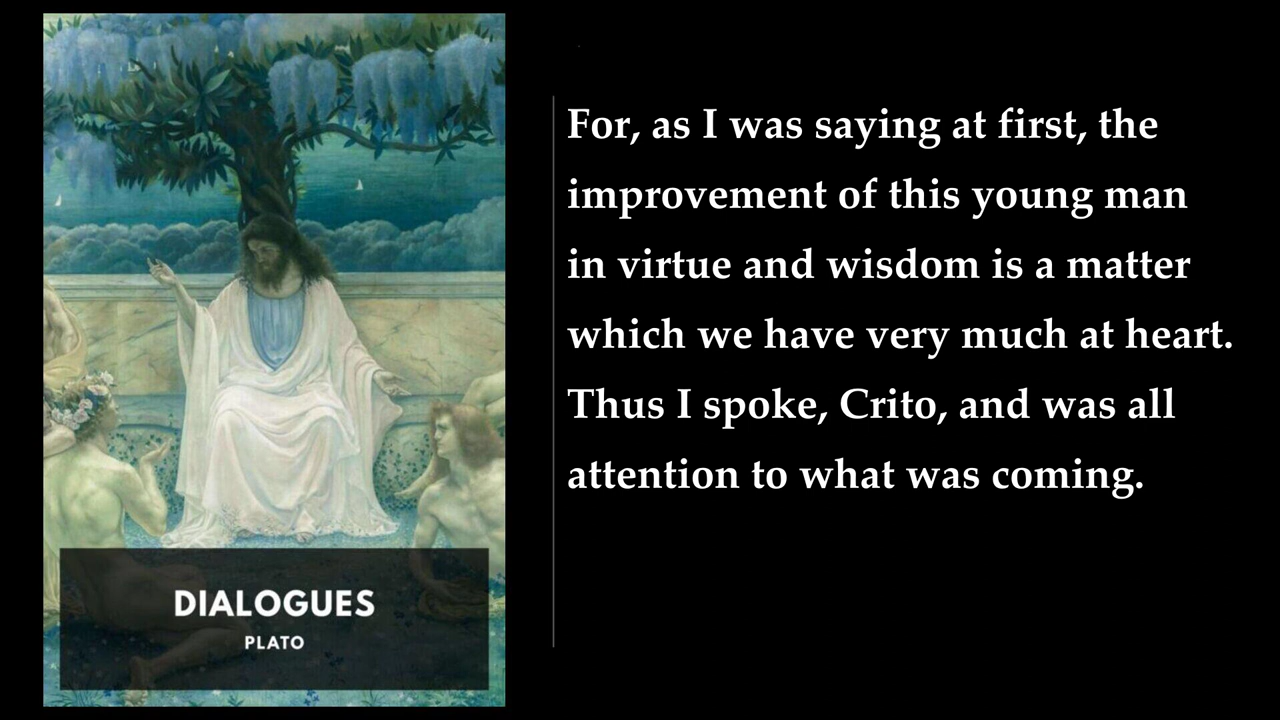 For, as I was saying at first, the
improvement of this young man
in virtue and wisdom is a matter
which we have very much at heart.
Thus I spoke, Crito, and was all
attention to what was coming.
DIALOGUES
PLATO